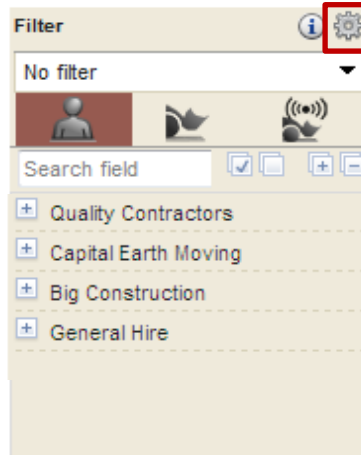 Filter
No filter
Search field
Quality Contractors
Capital Earth Moving
Big Construction
General Hire